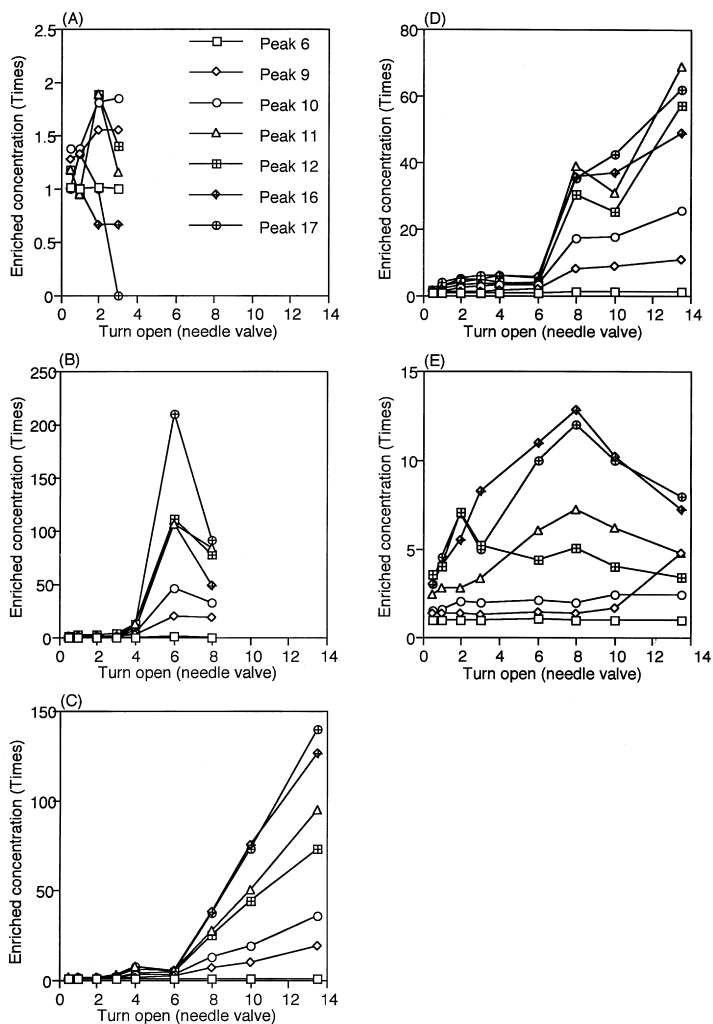 (A)
Enriched concentration (Times)
2.5
2
1.5
1
0.5
0
0 2 4 6 8 10 12 14
Turn open (needle valve)
Peak 6
Peak 9
Peak 10
Peak 11
Peak 12
Peak 16
Peak 17
(B)
Enriched concentration (Times)
250
200
150
100
50
0
0 2 4 6 8 10 12 14
Turn open (needle valve)
(C)
Enriched concentration (Times)
150
100
50
0
0 2 4 6 8 10 12 14
Turn open (needle valve)
(D)
Enriched concentration (Times)
80
60
40
20
0
0 2 4 6 8 10 12 14
Turn open (needle valve)
(E)
Enriched concentration (Times)
15
10
5
0
0 2 4 6 8 10 12 14
Turn open (needle valve)